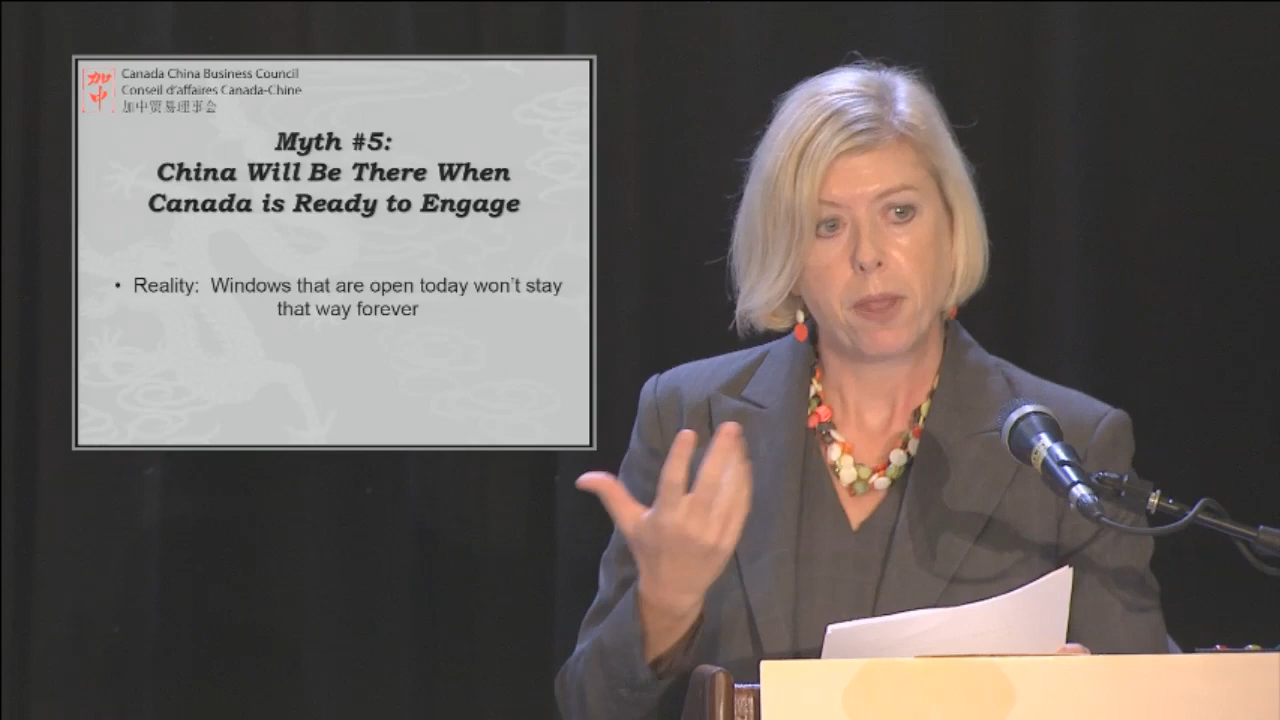 加中
Canada China Business Council
Conseil d'affaires Canada-Chine
加中贸易理事会
Myth #5:
China Will Be There When
Canada is Ready to Engage
• Reality: Windows that are open today won't stay
that way forever